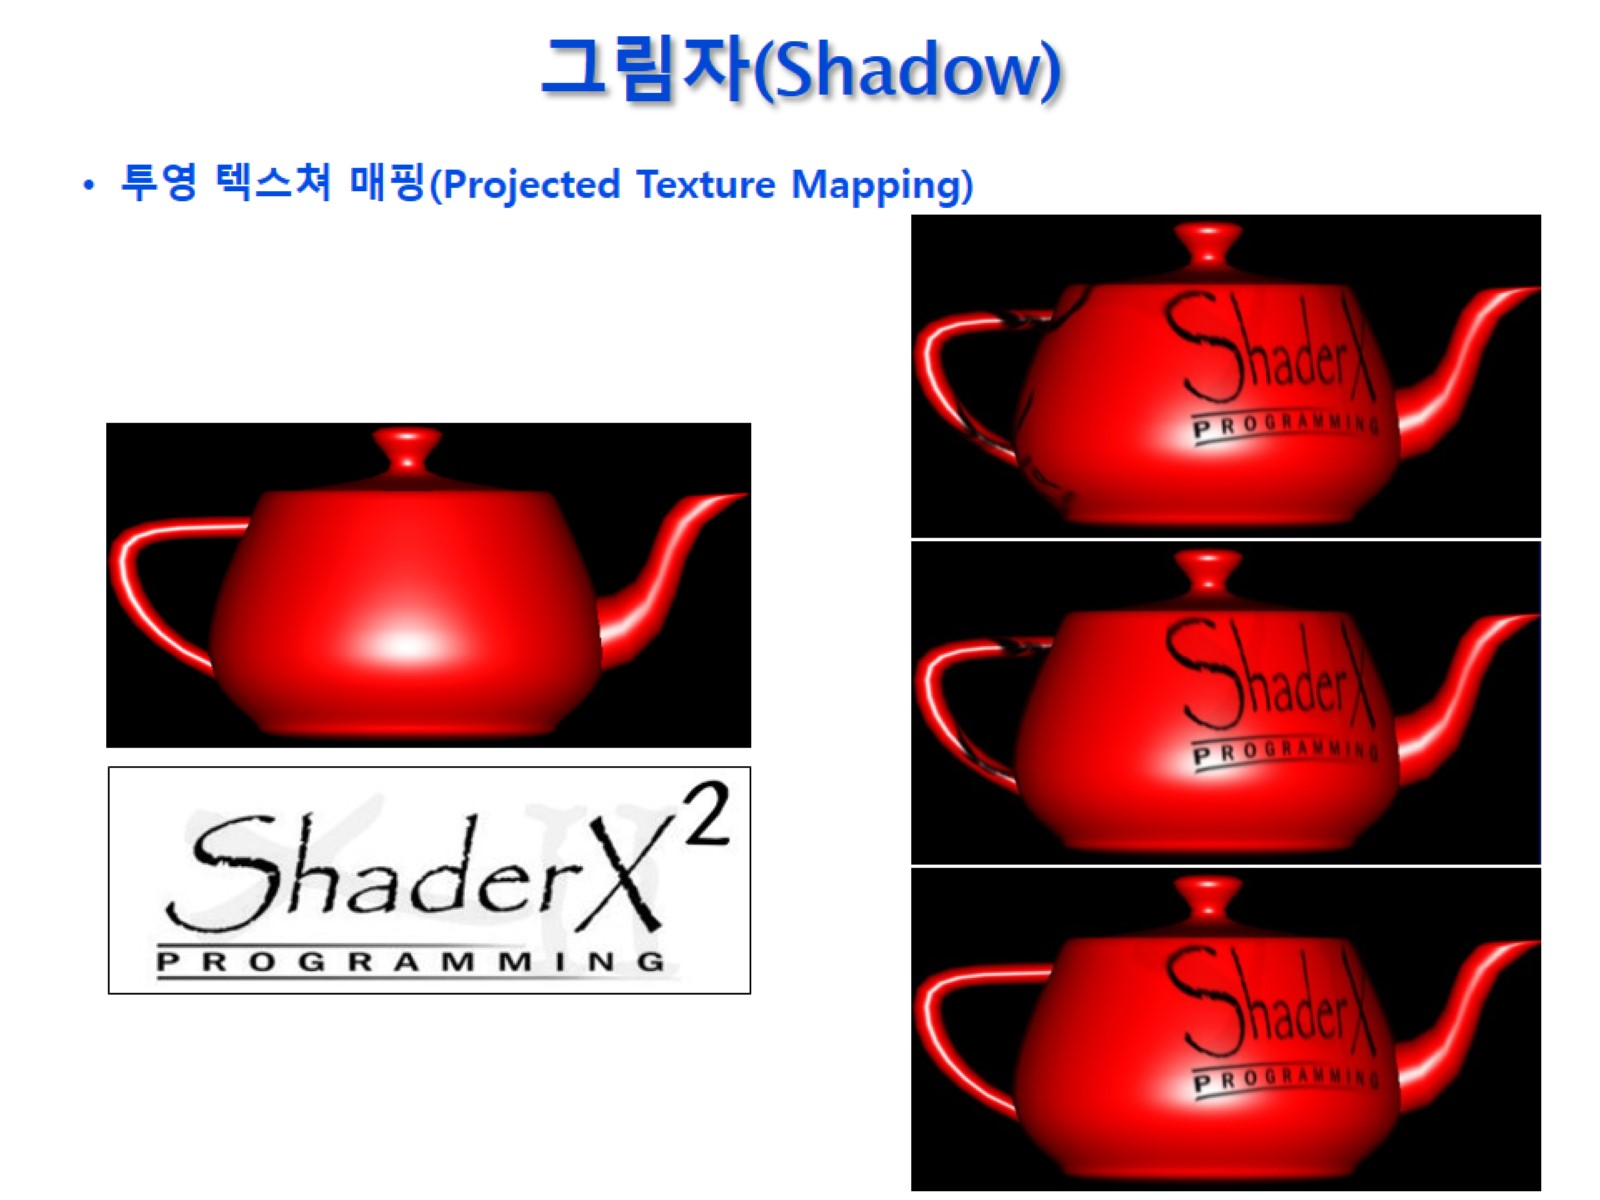 그림자(Shadow)
• 투영 텍스쳐 매핑(Projected Texture Mapping)
ShaderX
PROGRAMMING
ShaderX
PROGRAMMING
ShaderX
PROGRAMMING
ShaderX²
PROGRAMMING